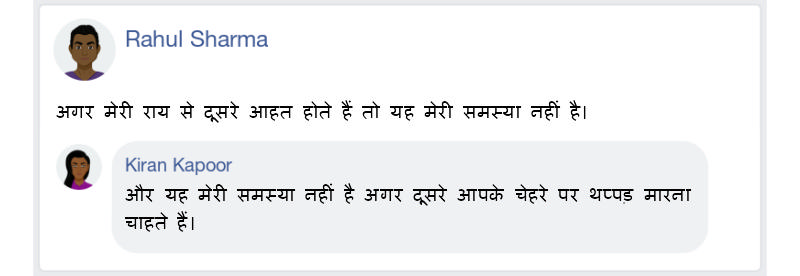 Rahul Sharma
अगर मेरी राय से दूसरे आहत होते हैं तो यह मेरी समस्या नहीं है।
Kiran Kapoor
और यह मेरी समस्या नहीं है अगर दूसरे आपके चेहरे पर थप्पड़ मारना
चाहते हैं।